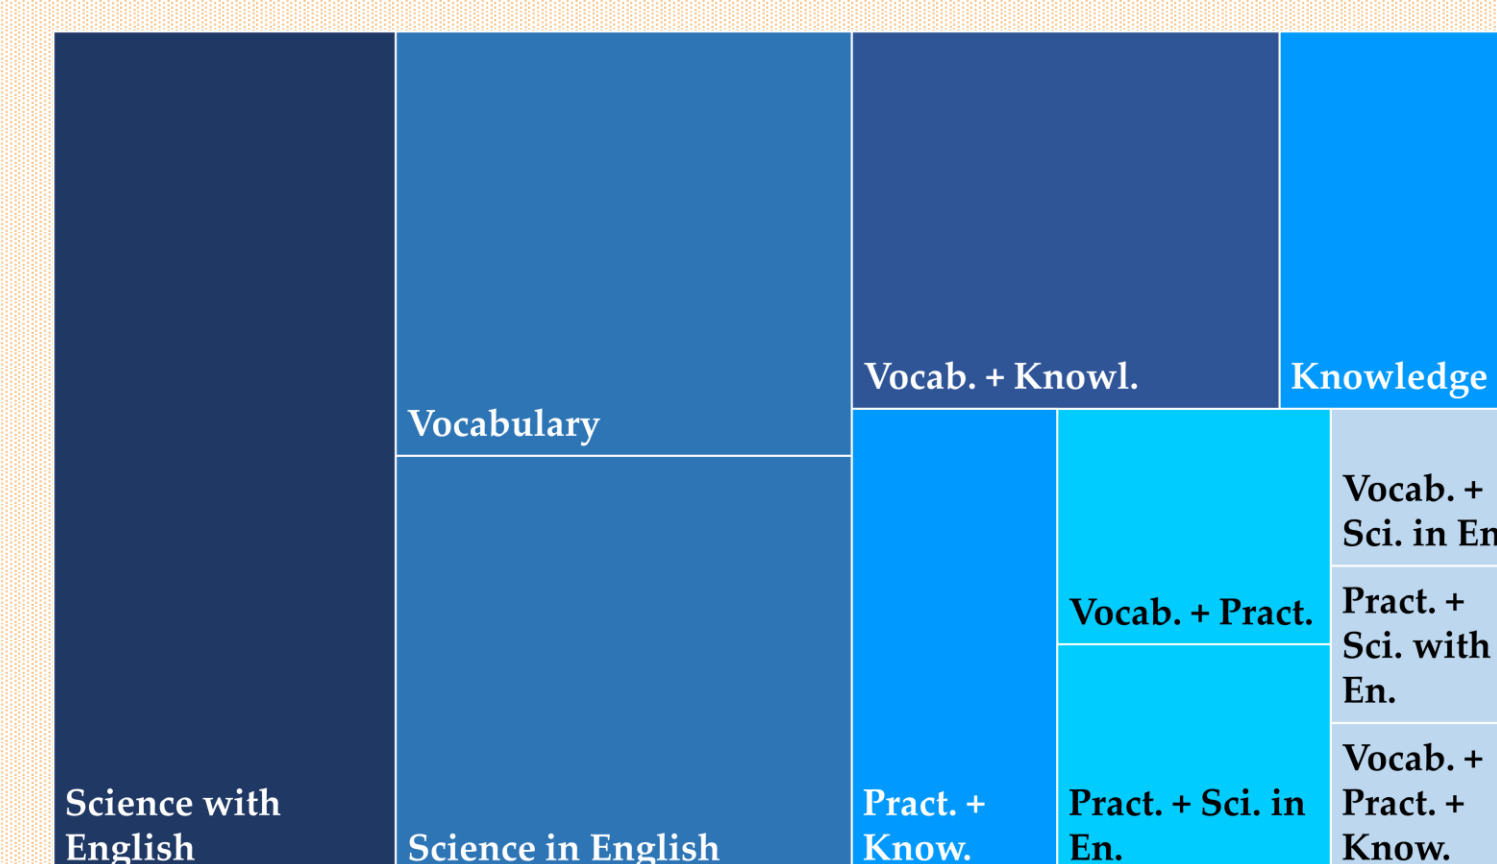 Science with
English
Vocabulary
Science in English
Vocab. + Knowl.
Knowledge
Pract. +
Know.
Vocab. + Pract.
Pract. + Sci. in
En.
Vocab. +
Sci. in En
Pract. +
Sci. with
En.
Vocab. +
Pract. +
Know.